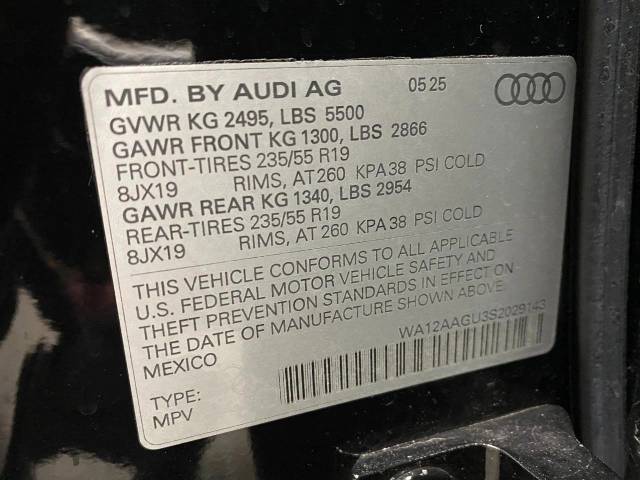 MFD. BY AUDI AG 05 25
GVWR KG 2495, LBS 5500
GAWR FRONT KG 1300, LBS 2866
FRONT-TIRES 235/55 R19
8JX19 RIMS, AT 260 KPA 38 PSI COLD
GAWR REAR KG 1340, LBS 2954
REAR-TIRES 235/55 R19
8JX19 RIMS, AT 260 KPA 38 PSI COLD
THIS VEHICLE CONFORMS TO ALL APPLICABLE
U.S. FEDERAL MOTOR VEHICLE SAFETY AND
THEFT PREVENTION STANDARDS IN EFFECT ON
THE DATE OF MANUFACTURE SHOWN ABOVE.
MEXICO WA12AAGU3S2029143
TYPE:
MPV